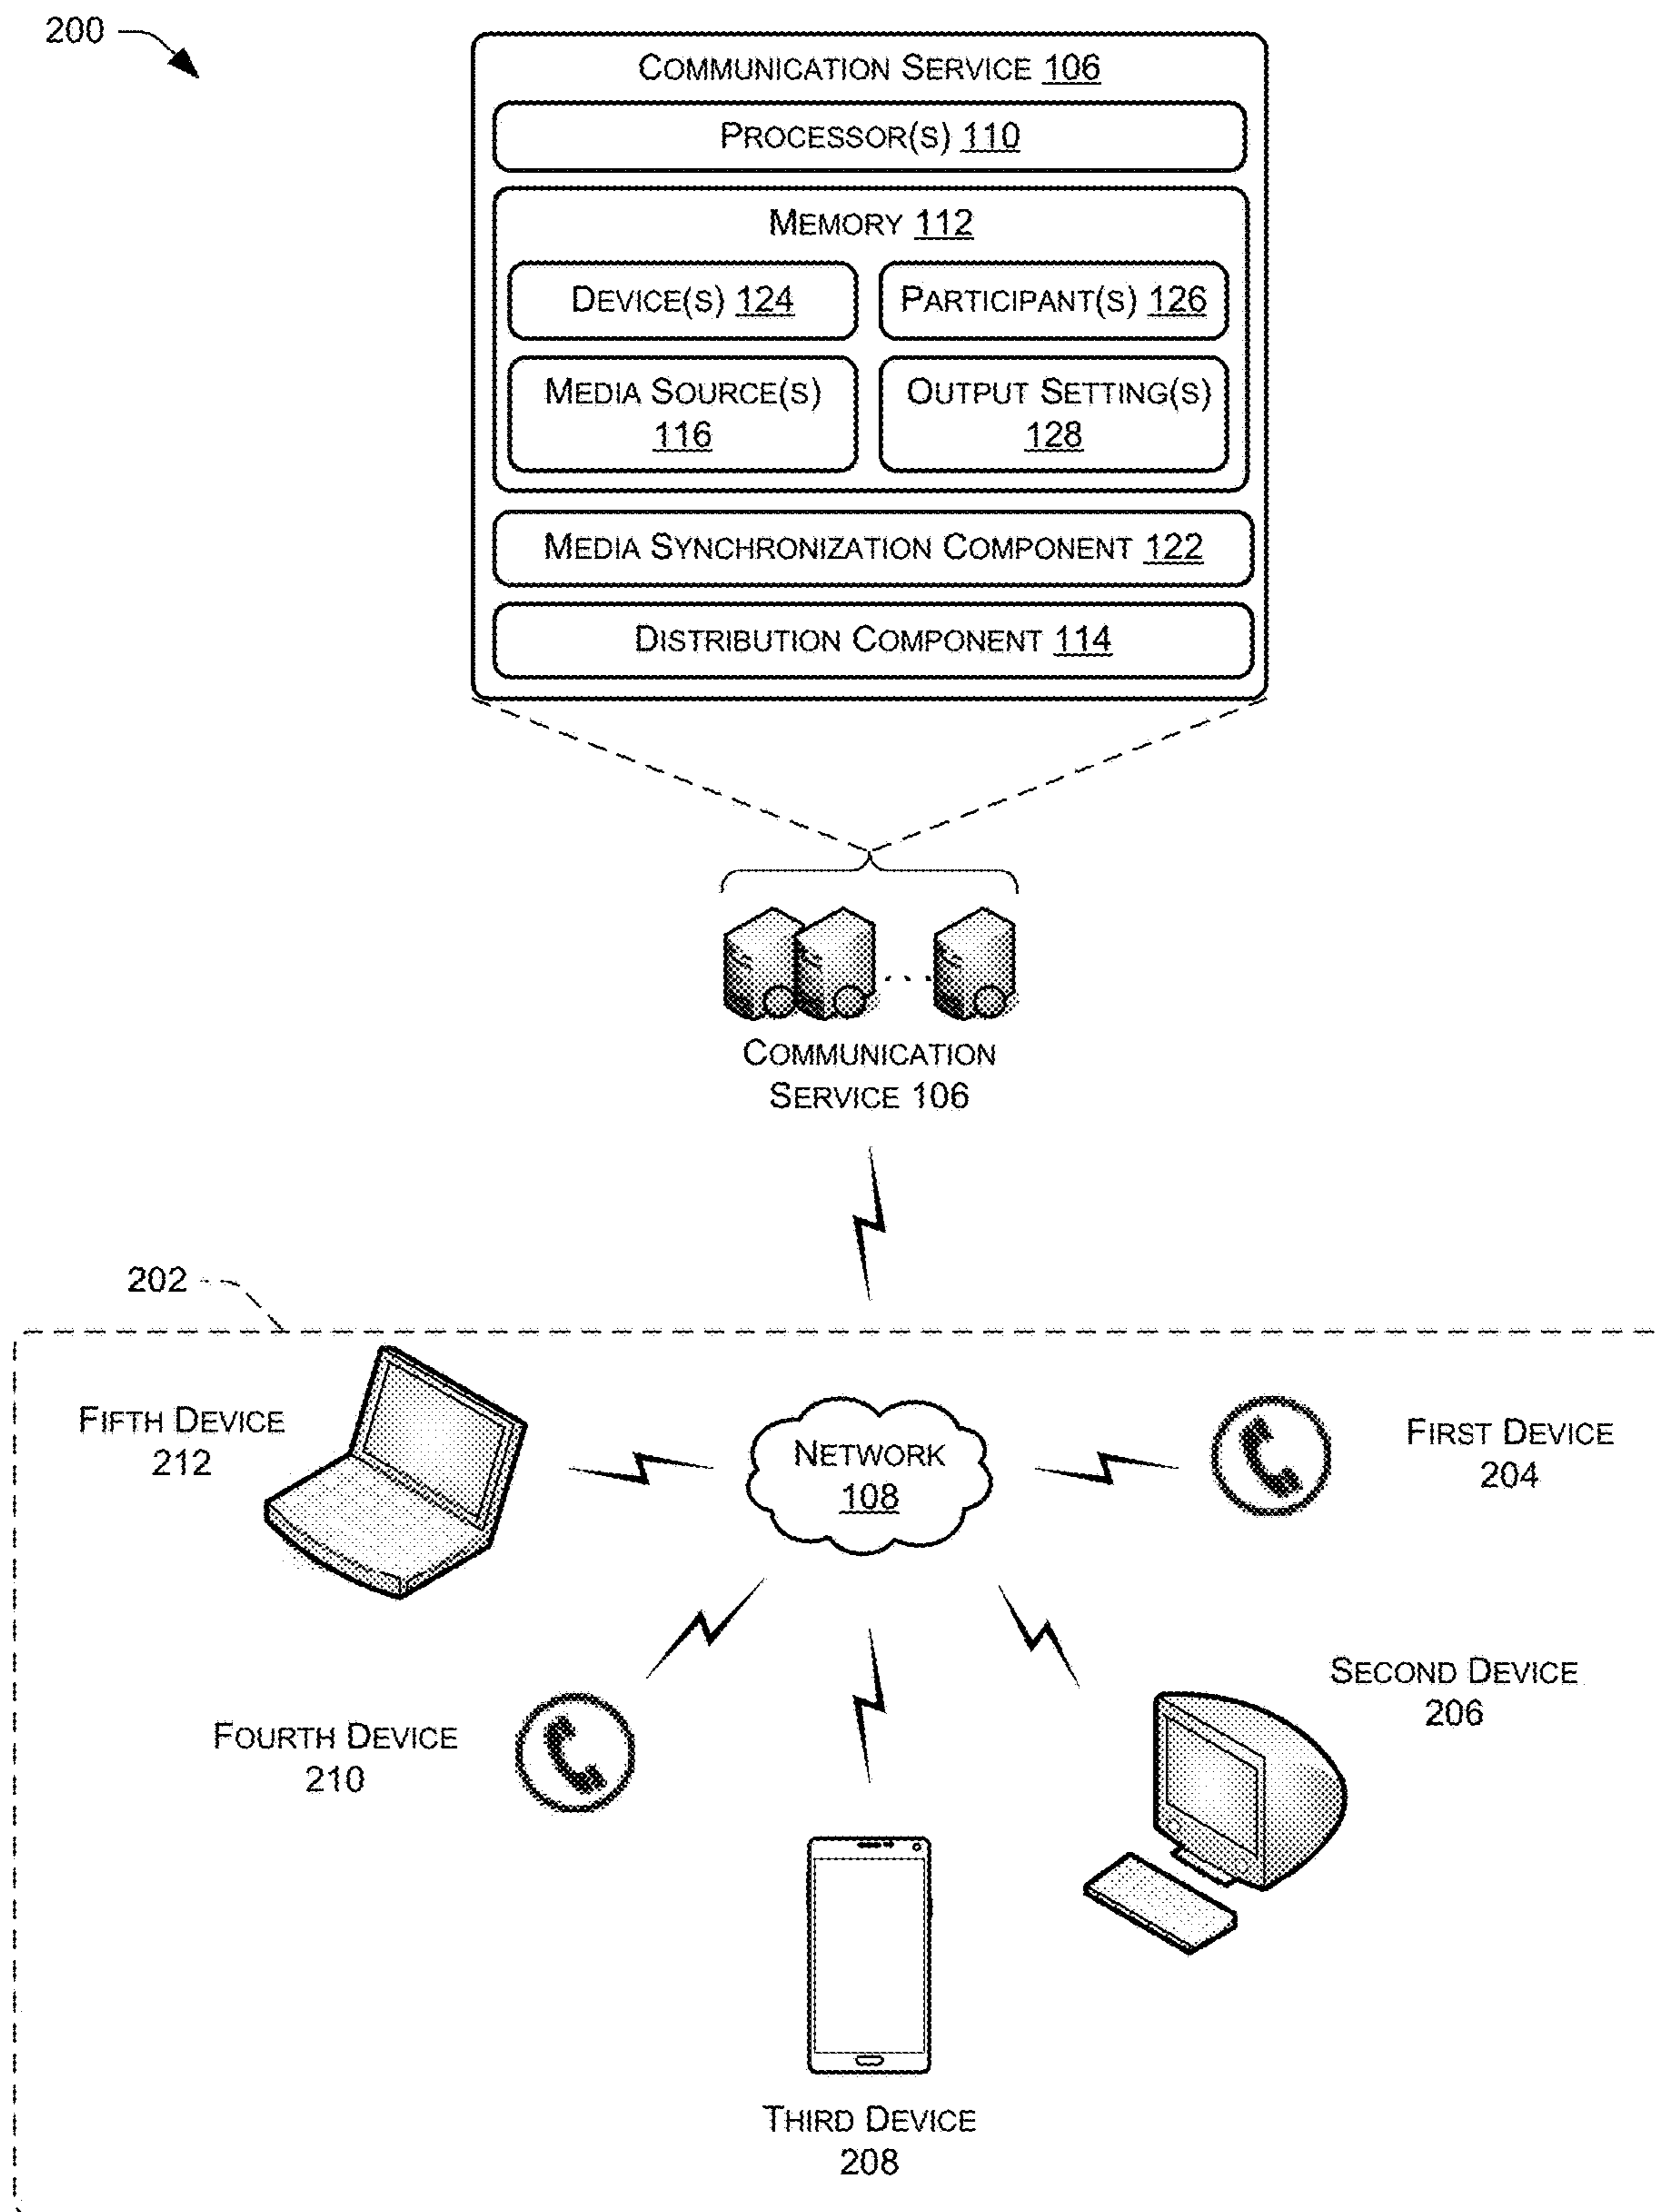 200
COMMUNICATION SERVICE 106
PROCESSOR(S) 110
MEMORY 112
DEVICE(S) 124
PARTICIPANT(S) 126
MEDIA SOURCE(S)
116
OUTPUT SETTING(S)
128
MEDIA SYNCHRONIZATION COMPONENT 122
DISTRIBUTION COMPONENT 114
COMMUNICATION
SERVICE 106
202
FIFTH DEVICE
212
NETWORK
108
FIRST DEVICE
204
FOURTH DEVICE
210
SECOND DEVICE
206
THIRD DEVICE
208